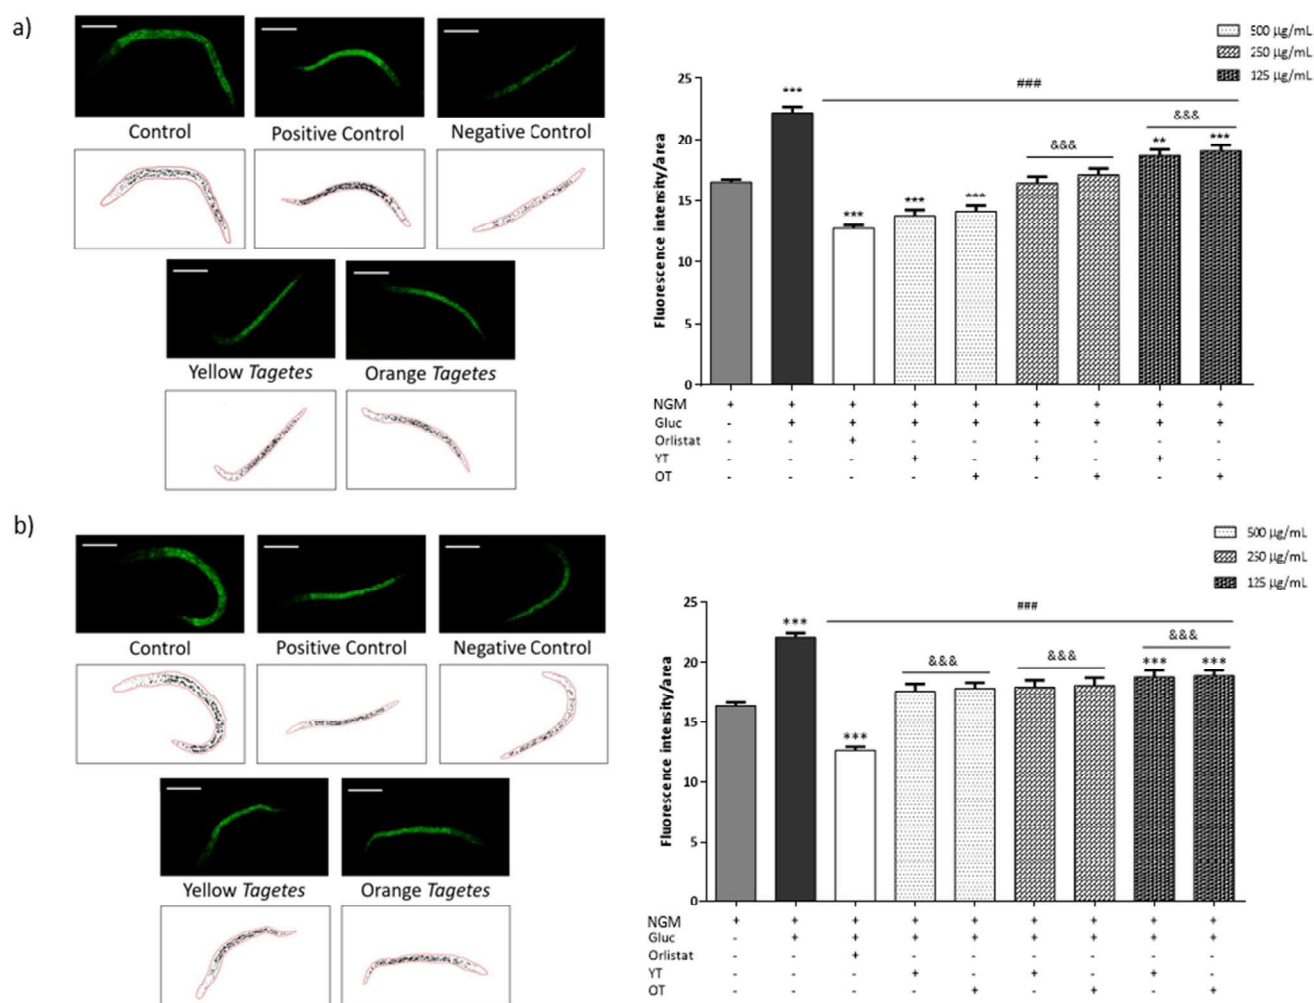 a)
Control
Positive Control
Negative Control
Yellow Tagetes
Orange Tagetes
500 µg/mL
250 µg/mL
125 µg/mL
Fluorescence intensity/area
25
20
15
10
5
0
***
***
***
***
###
&&&
&&&
**
***
NGM + + + + + + + + +
Gluc - + + + + + + + +
Orlistat - - + - - - - - -
YT - - - + - + - + -
OT - - - - + - + - +
b)
Control
Positive Control
Negative Control
Yellow Tagetes
Orange Tagetes
500 µg/mL
250 µg/mL
125 µg/mL
Fluorescence intensity/area
25
20
15
10
5
0
***
***
###
&&&
&&&
&&&
***
***
NGM + + + + + + + + +
Gluc - + + + + + + + +
Orlistat - - + - - - - - -
YT - - - + - + - + -
OT - - - - + - + - +